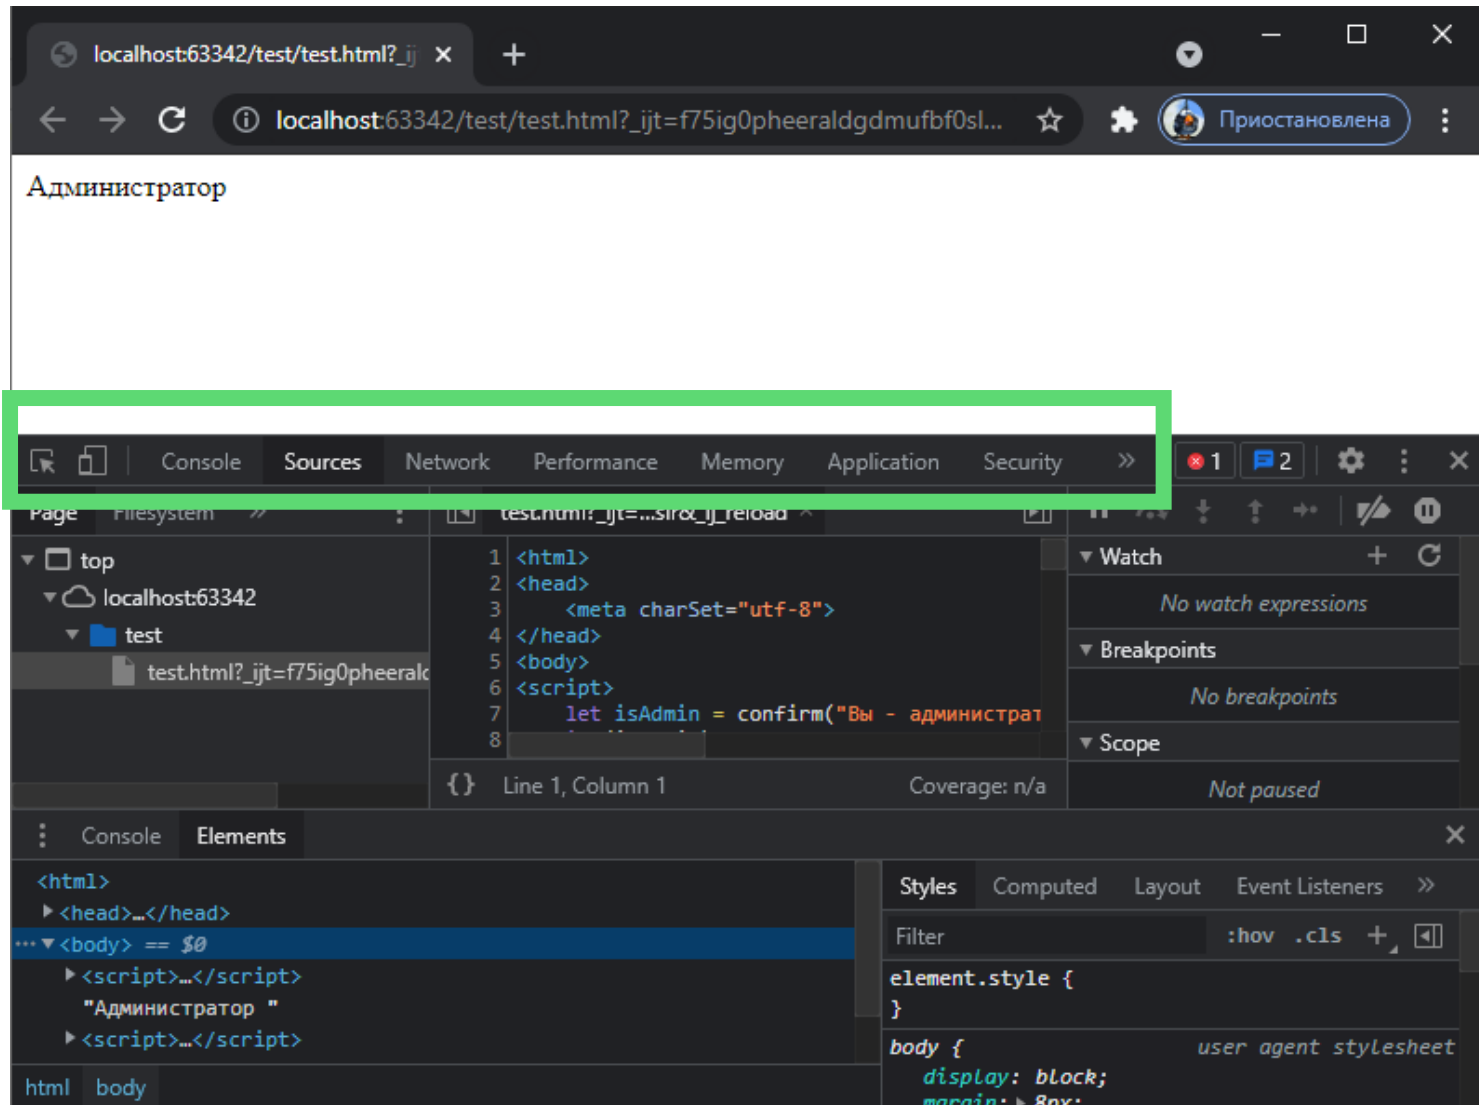 localhost:63342/test/test.html?_ij
localhost:63342/test/test.html?_ijt=f75ig0pheeraldgdmufbf0sl...
Приостановлена
Администратор
Console Sources Network Performance Memory Application Security » 1 2
Page Filesystem »
test.html?_ijt=...slr&_ij_reload
top
localhost:63342
test
test.html?_ijt=f75ig0pheeralc
1 <html>
2 <head>
3 <meta charSet="utf-8">
4 </head>
5 <body>
6 <script>
7 let isAdmin = confirm("Вы - администрат
8
{} Line 1, Column 1 Coverage: n/a
Watch
No watch expressions
Breakpoints
No breakpoints
Scope
Not paused
Console Elements
<html>
<head>…</head>
<body> == $0
<script>…</script>
"Администратор "
<script>…</script>
html body
Styles Computed Layout Event Listeners »
Filter :hov .cls +
element.style {
}
body { user agent stylesheet
display: block;
margin: 8px;